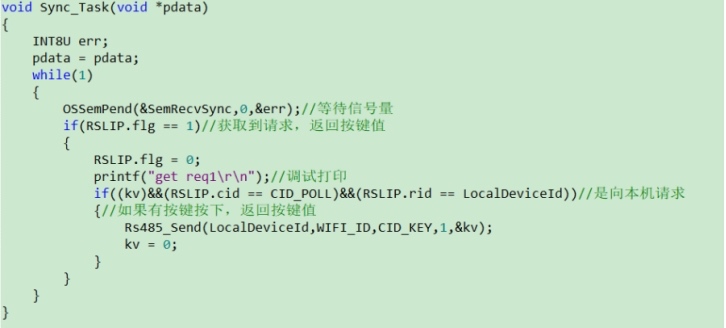 void Sync_Task(void *pdata)
{
    INT8U err;
    pdata = pdata;
    while(1)
    {
        OSSemPend(&SemRecvSync,0,&err);//等待信号量
        if(RSLIP.flg == 1)//获取到请求，返回按键值
        {
            RSLIP.flg = 0;
            printf("get req1\r\n");//调试打印
            if((kv)&&(RSLIP.cid == CID_POLL)&&(RSLIP.rid == LocalDeviceId))//是向本机请求
            {//如果有按键按下，返回按键值
                Rs485_Send(LocalDeviceId,WIFI_ID,CID_KEY,1,&kv);
                kv = 0;
            }
        }
    }
}